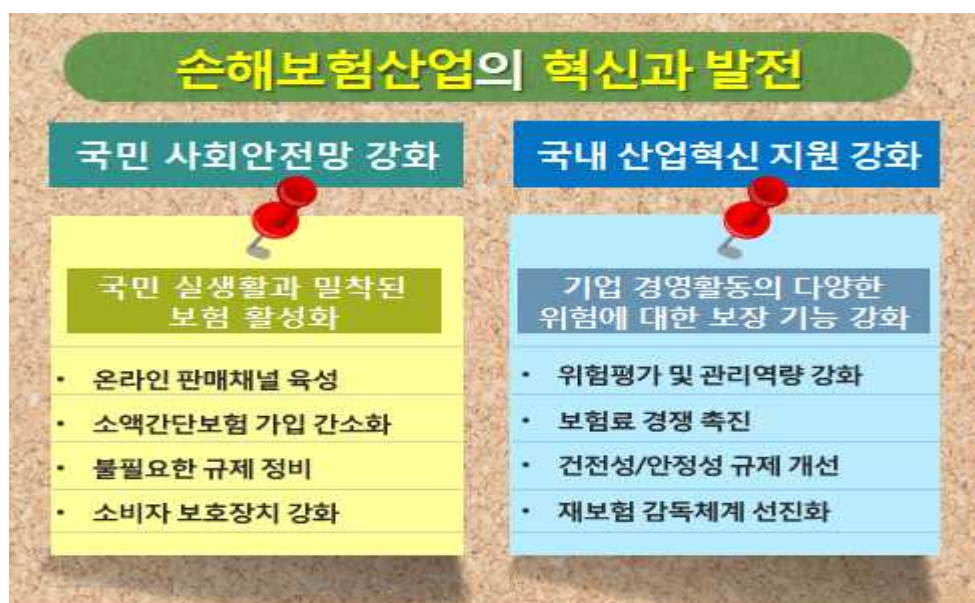 손해보험산업의 혁신과 발전
국민 사회안전망 강화
국민 실생활과 밀착된
보험 활성화
• 온라인 판매채널 육성
• 소액간단보험 가입 간소화
• 불필요한 규제 정비
• 소비자 보호장치 강화
국내 산업혁신 지원 강화
기업 경영활동의 다양한
위험에 대한 보장 기능 강화
• 위험평가 및 관리역량 강화
• 보험료 경쟁 촉진
• 건전성/안정성 규제 개선
• 재보험 감독체계 선진화